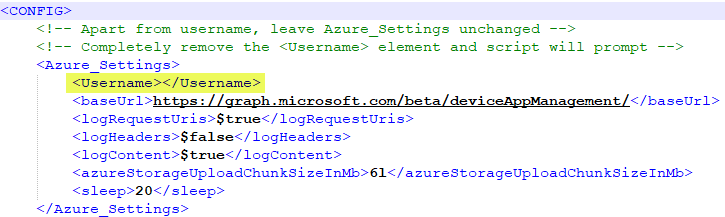 <CONFIG>
<!-- Apart from username, leave Azure_Settings unchanged -->
<!-- Completely remove the <Username> element and script will prompt -->
<Azure_Settings>
<Username></Username>
<baseUrl>https://graph.microsoft.com/beta/deviceAppManagement/</baseUrl>
<logRequestUris>$true</logRequestUris>
<logHeaders>$false</logHeaders>
<logContent>$true</logContent>
<azureStorageUploadChunkSizeInMb>6l</azureStorageUploadChunkSizeInMb>
<sleep>20</sleep>
</Azure_Settings>